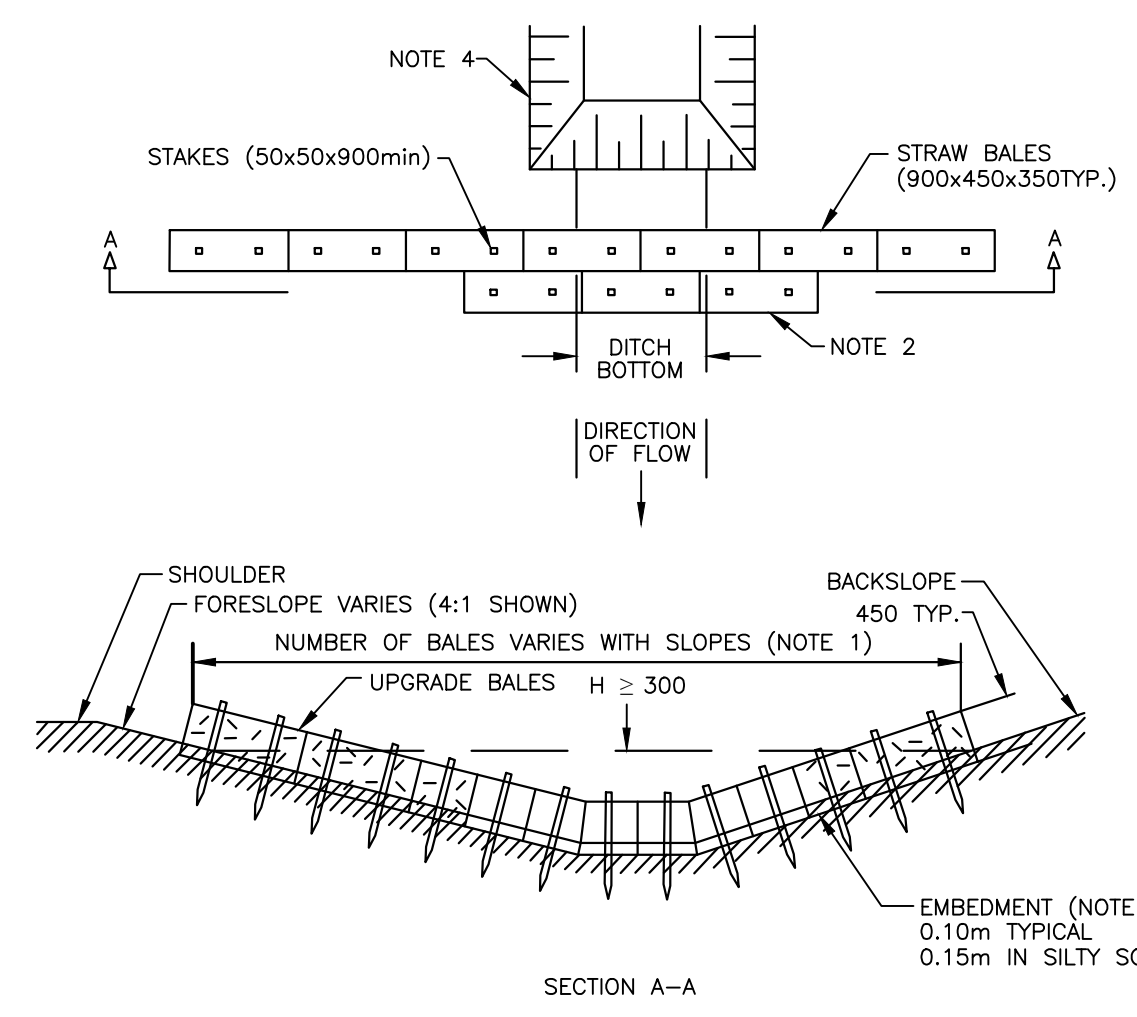 NOTE 4
STAKES (50x50x900min)
STRAW BALES
(900x450x350TYP.)
A
A
NOTE 2
DITCH
BOTTOM
DIRECTION
OF FLOW
SHOULDER
FORESLOPE VARIES (4:1 SHOWN)
BACKSLOPE
450 TYP.
NUMBER OF BALES VARIES WITH SLOPES (NOTE 1)
UPGRADE BALES
H ≥ 300
EMBEDMENT (NOTE
0.10m TYPICAL
0.15m IN SILTY
SECTION A-A